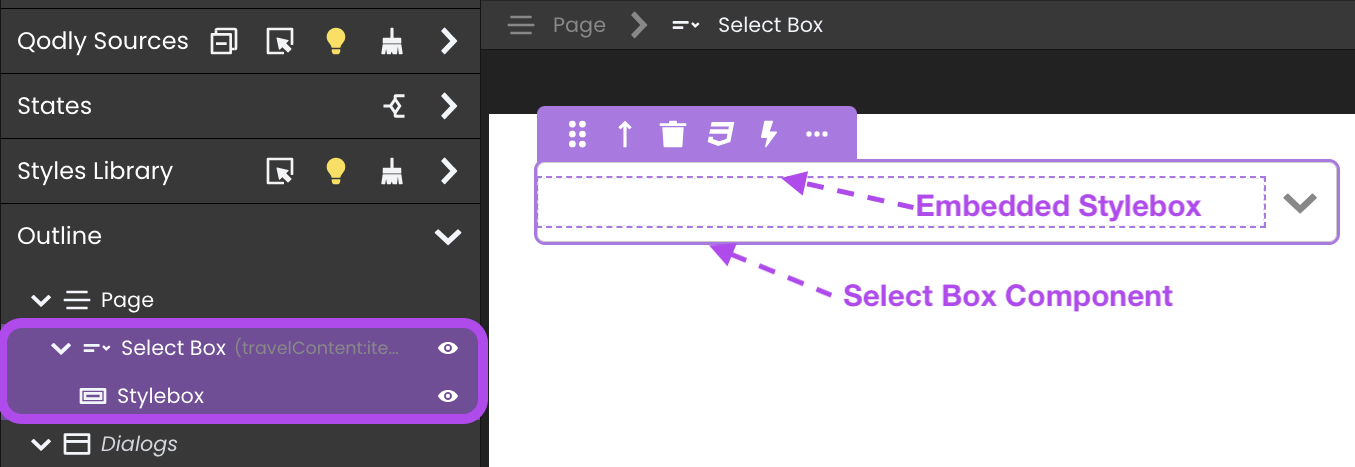 Qodly Sources
States
Styles Library
Outline
Page
Select Box (travelContent:ite...
Stylebox
Dialogs
Page Select Box
Embedded Stylebox
Select Box Component